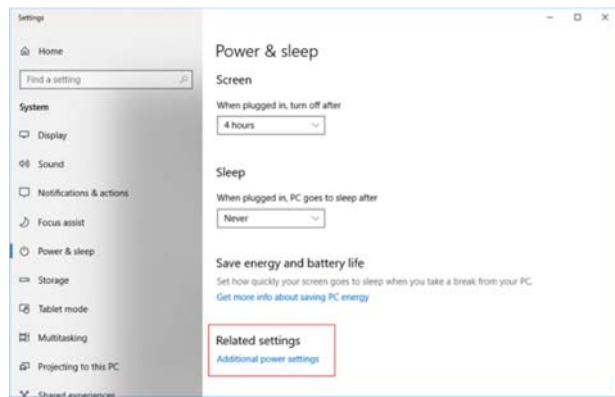 Settings
Home
Find a setting
System
Display
Sound
Notifications & actions
Focus assist
Power & sleep
Storage
Tablet mode
Multitasking
Projecting to this PC
Shared experiences
Power & sleep
Screen
When plugged in, turn off after
4 hours
Sleep
When plugged in, PC goes to sleep after
Never
Save energy and battery life
Set how quickly your screen goes to sleep when you take a break from your PC.
Get more info about saving PC energy
Related settings
Additional power settings